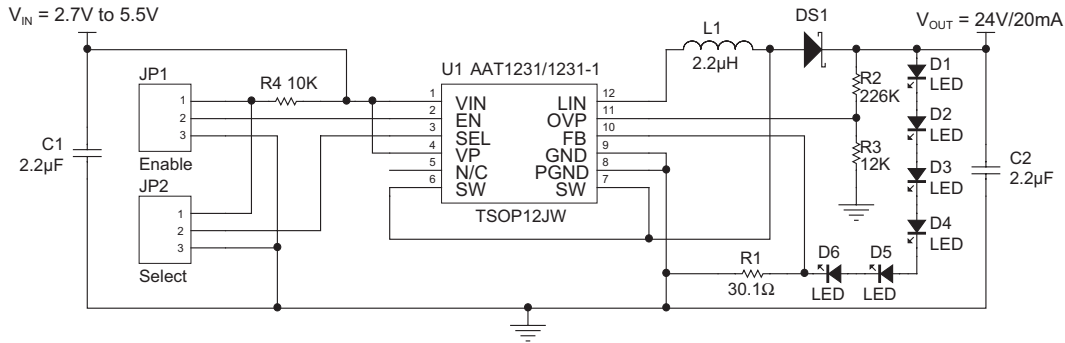 V_IN = 2.7V to 5.5V
V_OUT = 24V/20mA
DS1
L1
2.2µH
JP1
R4 10K
U1 AAT1231/1231-1
1
2
3
Enable
JP2
1
2
3
Select
C1
2.2µF
1
2
3
4
5
6
VIN
EN
SEL
VP
N/C
SW
LIN
OVP
FB
GND
PGND
SW
12
11
10
9
8
7
TSOP12JW
R2
226K
R3
12K
D1
LED
D2
LED
D3
LED
D4
LED
C2
2.2µF
R1
30.1Ω
D6
LED
D5
LED